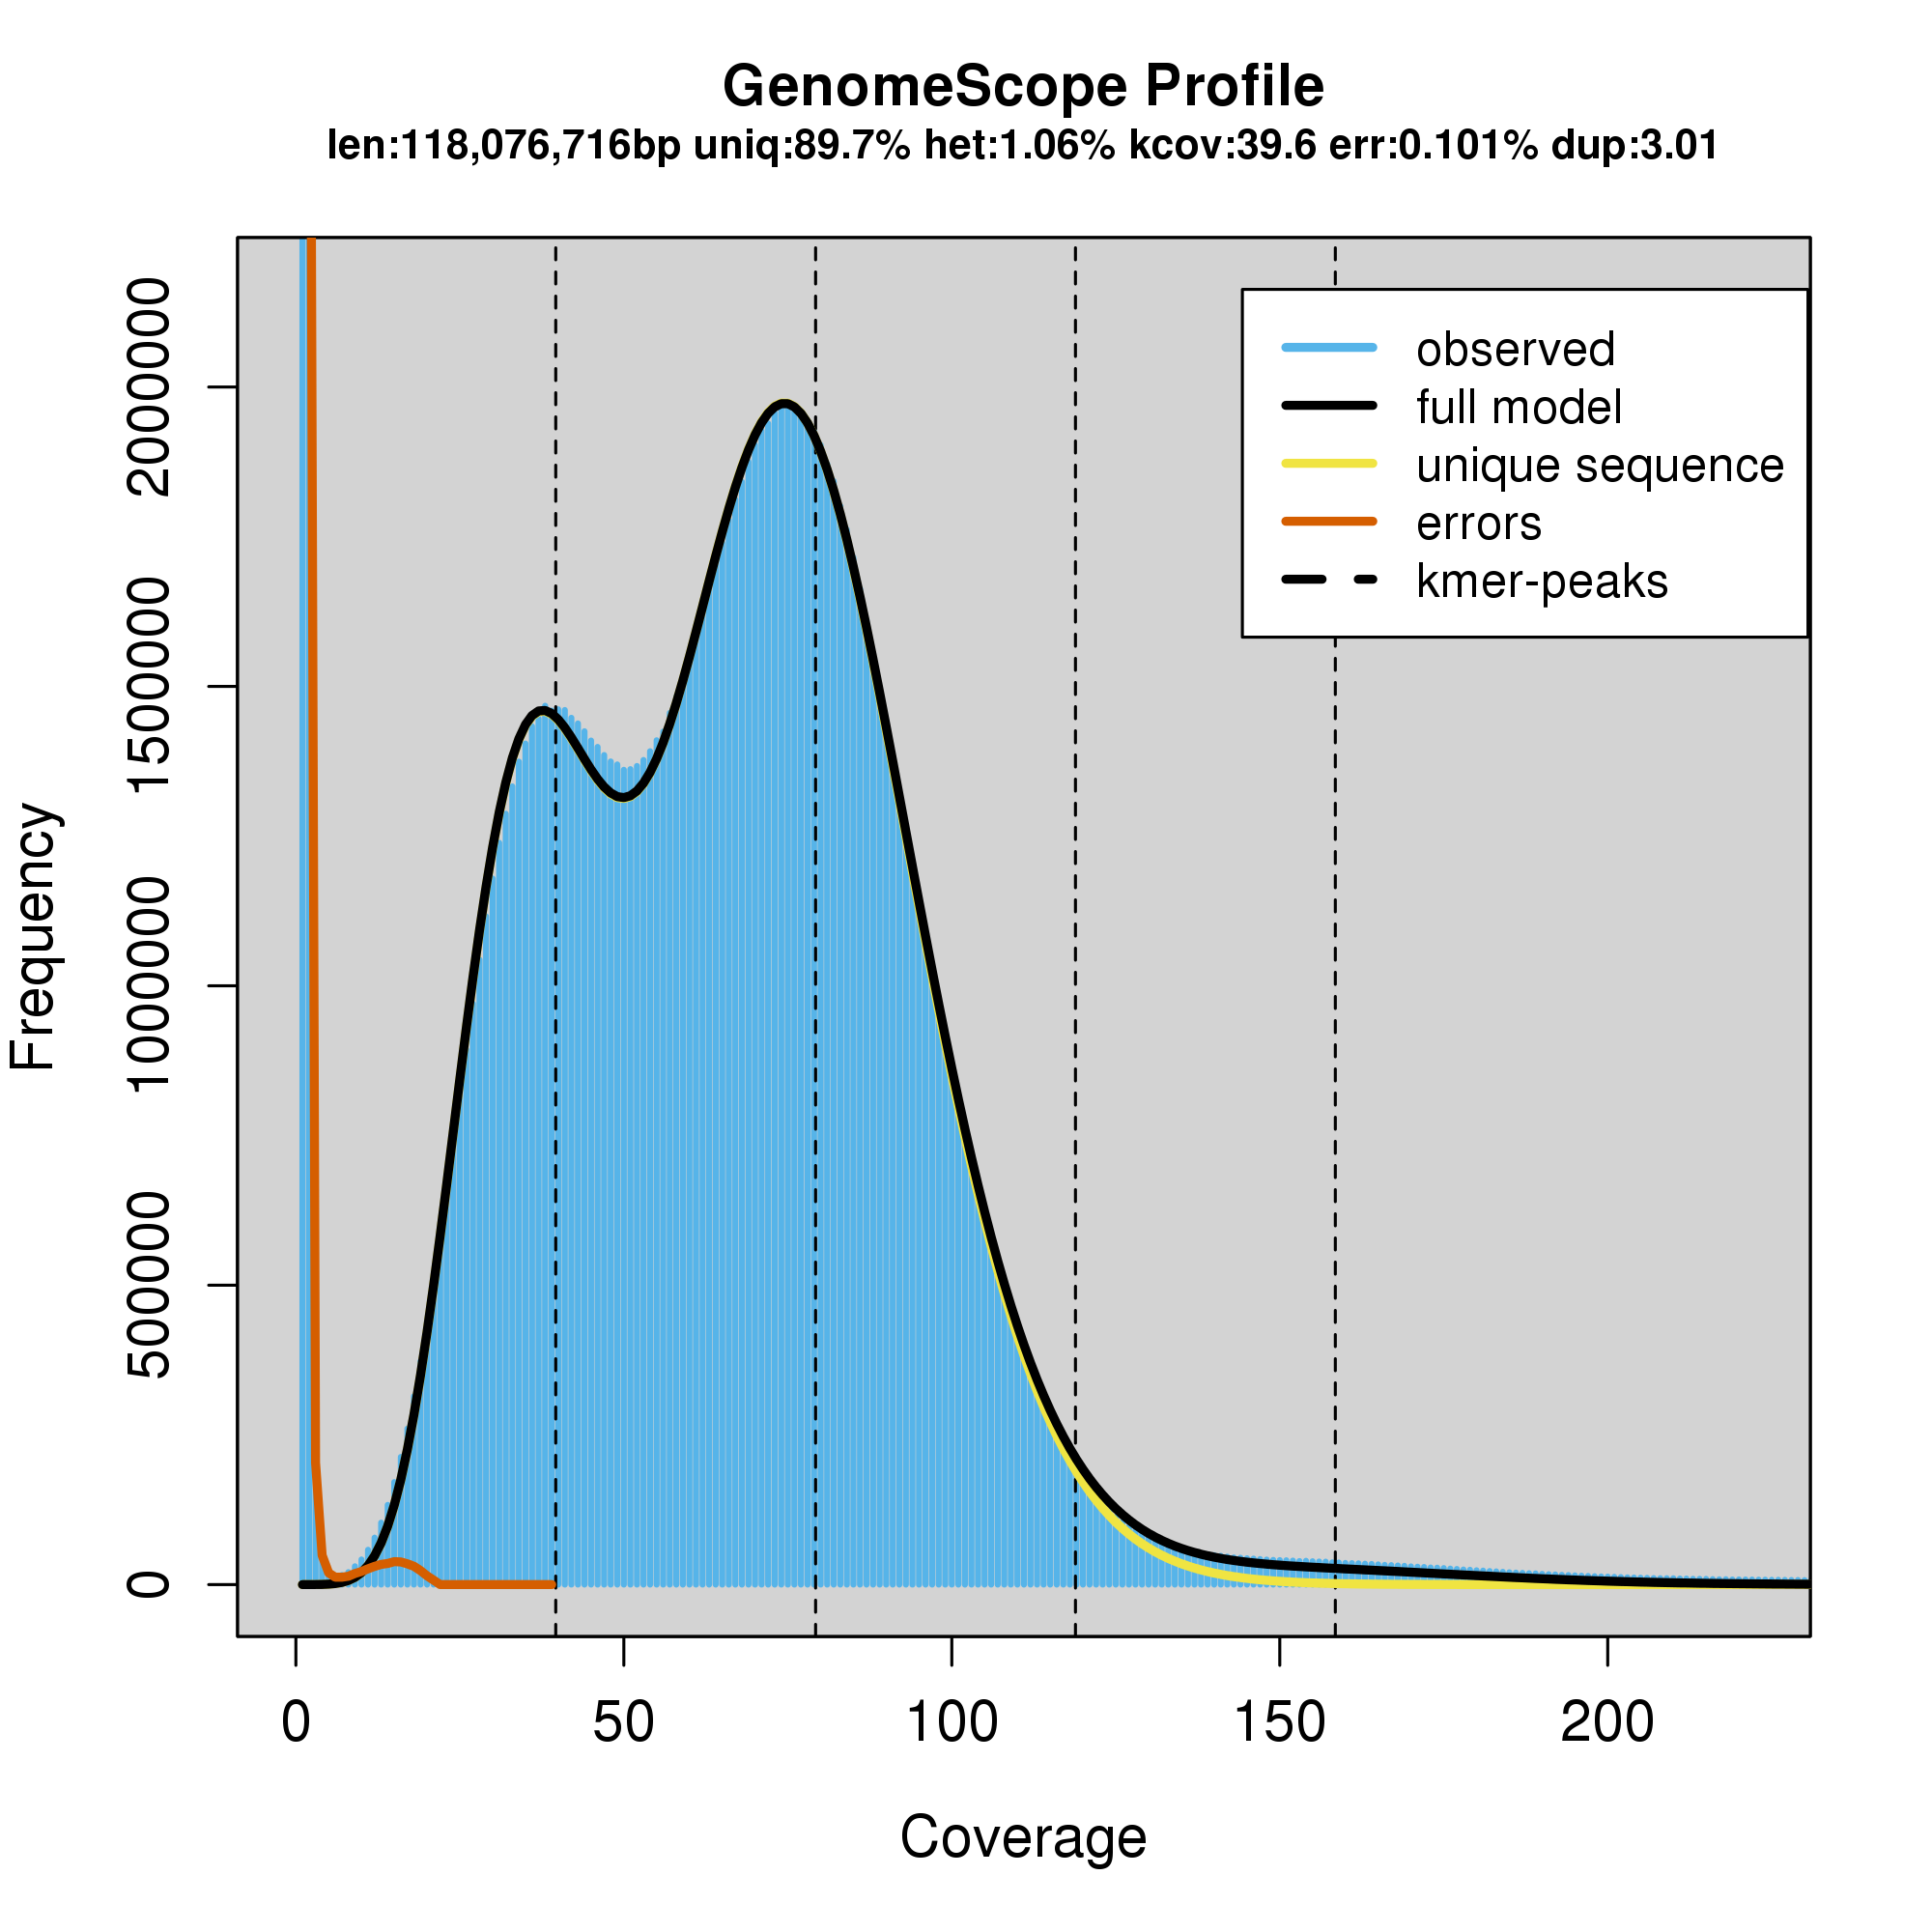 GenomeScope Profile
len:118,076,716bp uniq:89.7% het:1.06% kcov:39.6 err:0.101% dup:3.01
observed
full model
unique sequence
errors
kmer-peaks
Frequency
2000000
1500000
1000000
500000
0
0 50 100 150 200
Coverage